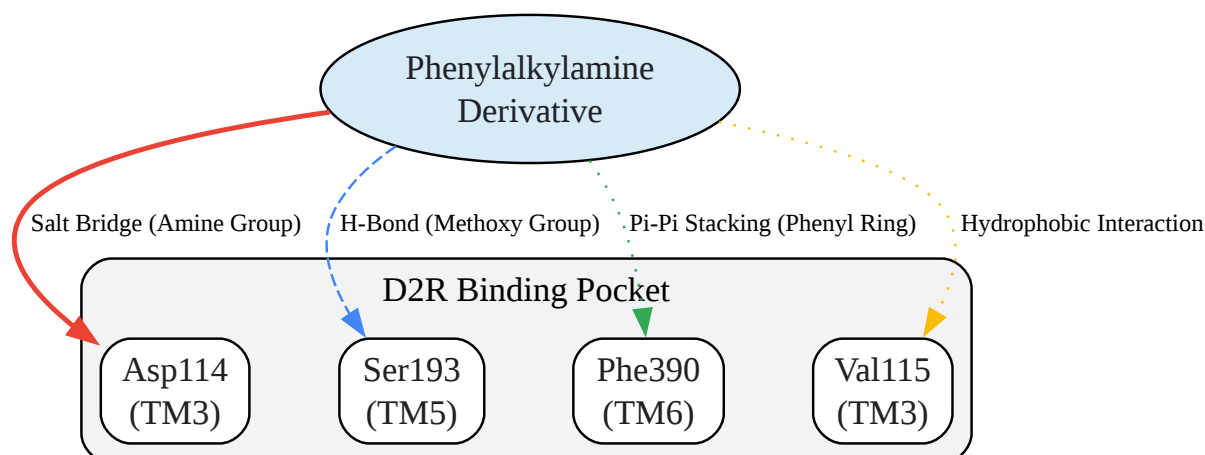 Phenylalkylamine
Derivative
Salt Bridge (Amine Group)
H-Bond (Methoxy Group)
Pi-Pi Stacking (Phenyl Ring)
Hydrophobic Interaction
D2R Binding Pocket
Asp114
(TM3)
Ser193
(TM5)
Phe390
(TM6)
Val115
(TM3)